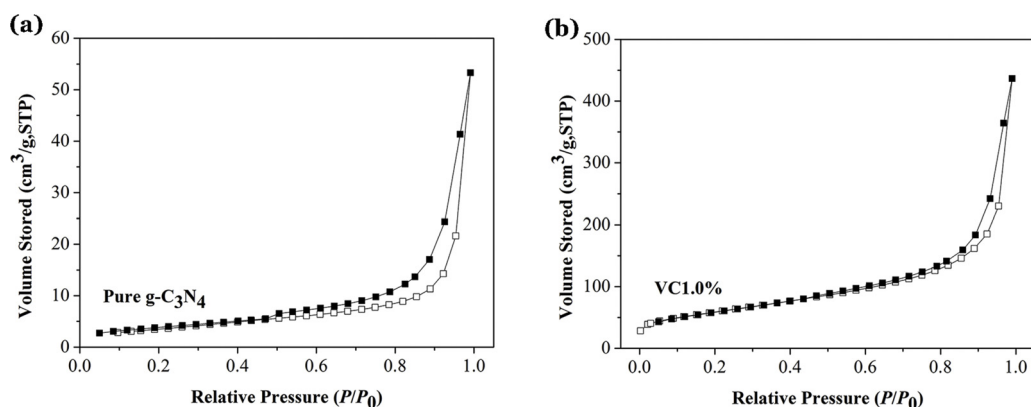 (a)
60
50
40
30
20
10
0
Volume Stored (cm³/g,STP)
Pure g-C₃N₄
0.0 0.2 0.4 0.6 0.8 1.0
Relative Pressure (P/P₀)
(b)
500
400
300
200
100
0
Volume Stored (cm³/g,STP)
VC1.0%
0.0 0.2 0.4 0.6 0.8 1.0
Relative Pressure (P/P₀)